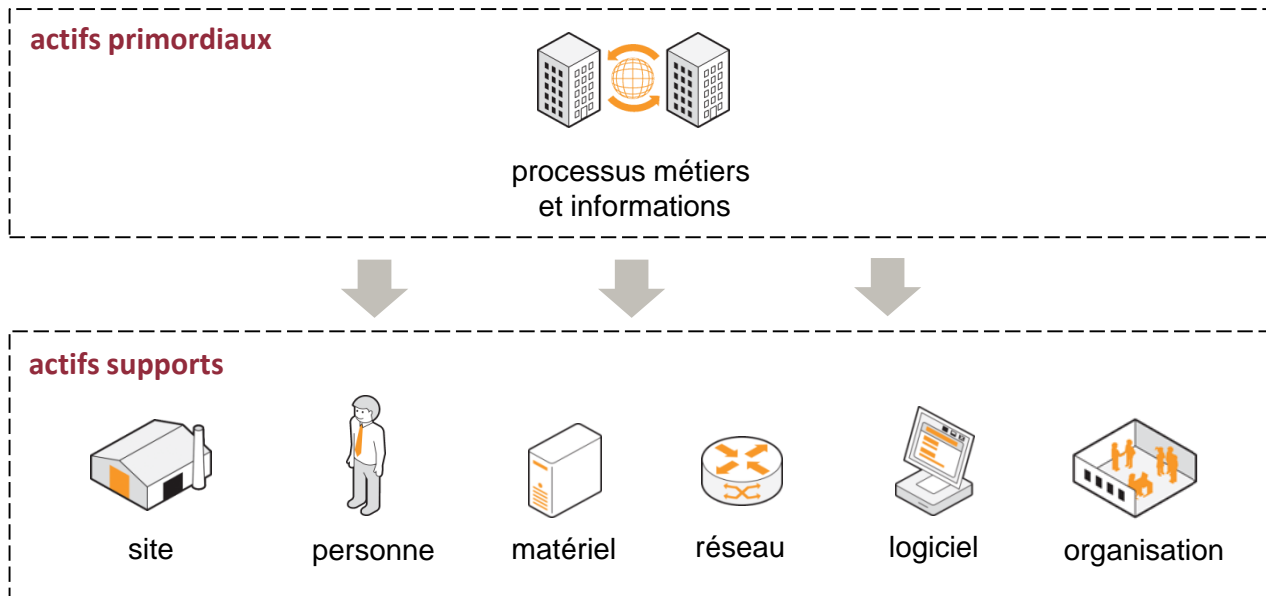 actifs primordiaux
processus métiers
et informations
actifs supports
site
personne
matériel
réseau
logiciel
organisation